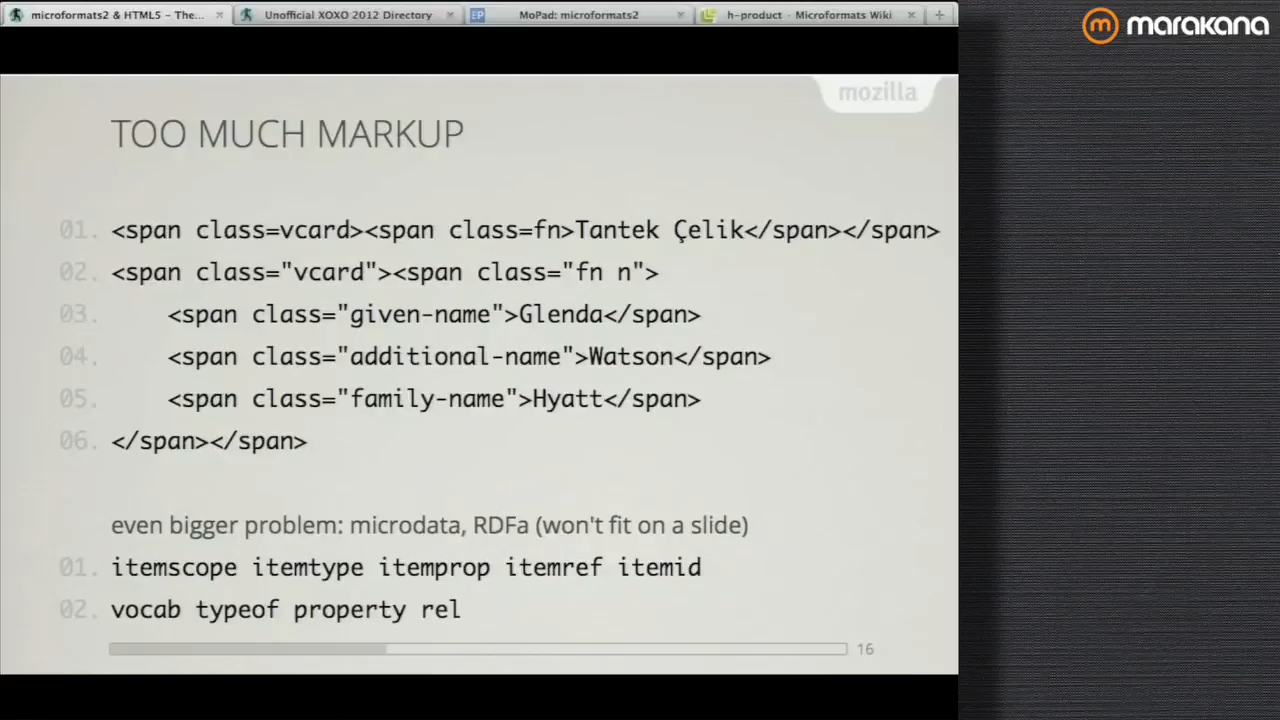 microformats2 & HTML5 - The...
Unofficial XOXO 2012 Directory
EP
MoPad: microformats2
h-product · Microformats Wiki
m marakana
mozilla
TOO MUCH MARKUP
01. <span class=vcard><span class=fn>Tantek Çelik</span></span>
02. <span class="vcard"><span class="fn n">
03. <span class="given-name">Glenda</span>
04. <span class="additional-name">Watson</span>
05. <span class="family-name">Hyatt</span>
06. </span></span>
even bigger problem: microdata, RDFa (won't fit on a slide)
01. itemscope itemtype itemprop itemref itemid
02. vocab typeof property rel
16